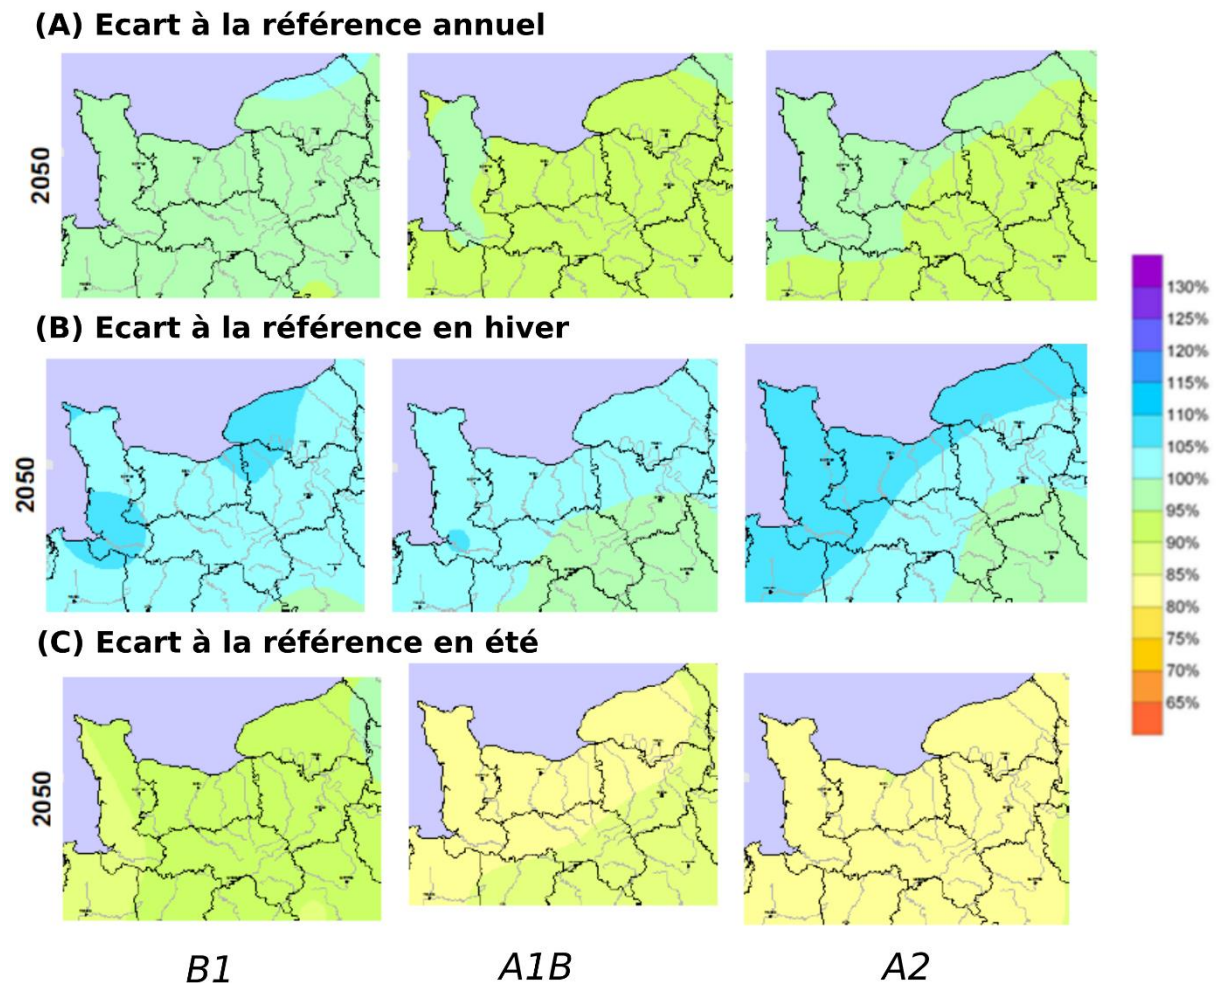 (A) Ecart à la référence annuel
2050
(B) Ecart à la référence en hiver
2050
(C) Ecart à la référence en été
2050
130%
125%
120%
115%
110%
105%
100%
95%
90%
85%
80%
75%
70%
65%
B1
A1B
A2